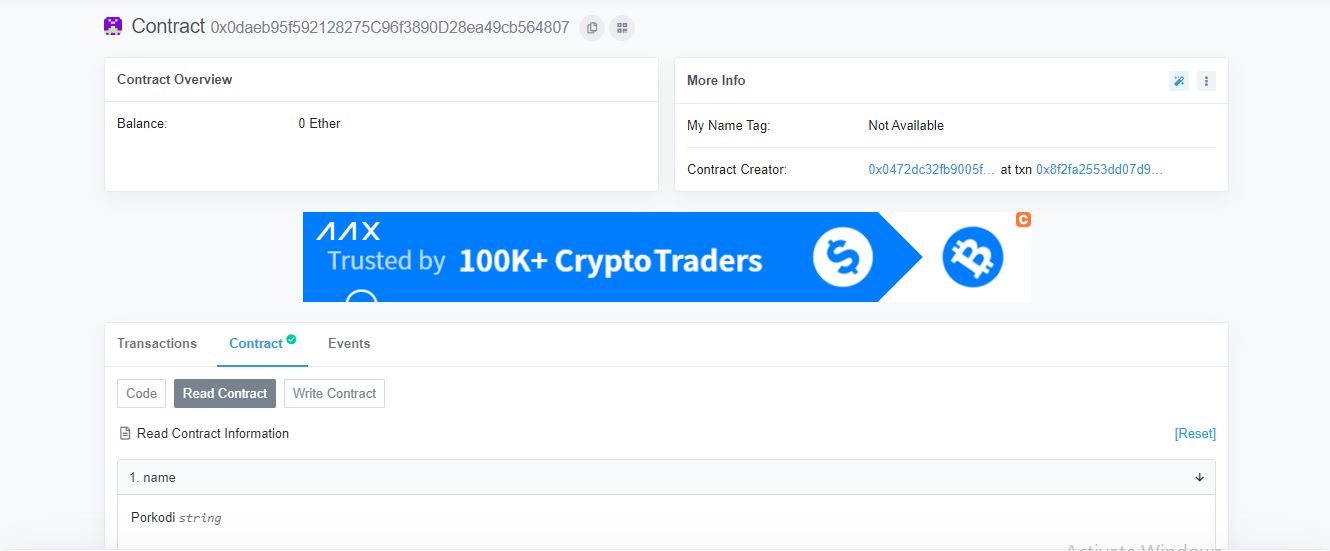 Contract 0x0daeb95f592128275C96f3890D28ea49cb564807
Contract Overview
Balance: 0 Ether
More Info
My Name Tag: Not Available
Contract Creator: 0x0472dc32fb9005f... at txn 0x8f2fa2553dd07d9...
AAX
Trusted by 100K+ Crypto Traders
C
Transactions Contract Events
Code Read Contract Write Contract
Read Contract Information [Reset]
1. name
Porkodi string
Activate Windows